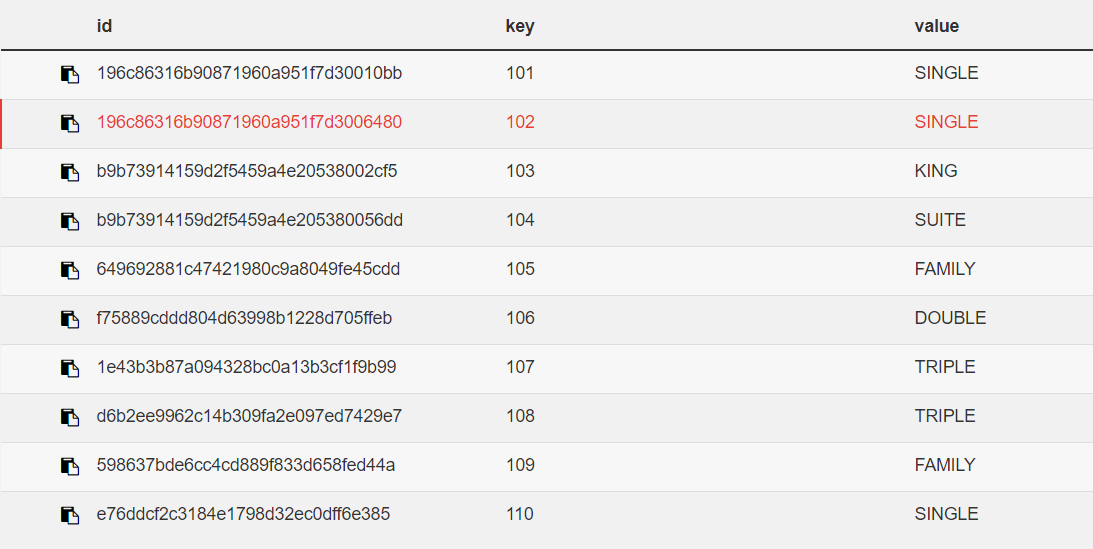 id key value
196c86316b90871960a951f7d30010bb 101 SINGLE
196c86316b90871960a951f7d3006480 102 SINGLE
b9b73914159d2f5459a4e20538002cf5 103 KING
b9b73914159d2f5459a4e205380056dd 104 SUITE
649692881c47421980c9a8049fe45cdd 105 FAMILY
f75889cddd804d63998b1228d705ffeb 106 DOUBLE
1e43b3b87a094328bc0a13b3cf1f9b99 107 TRIPLE
d6b2ee9962c14b309fa2e097ed7429e7 108 TRIPLE
598637bde6cc4cd889f833d658fed44a 109 FAMILY
e76ddcf2c3184e1798d32ec0dff6e385 110 SINGLE